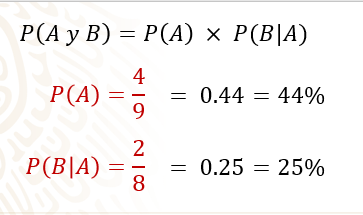 P(A y B) = P(A) × P(B|A)
P(A) = 4/9 = 0.44 = 44%
P(B|A) = 2/8 = 0.25 = 25%